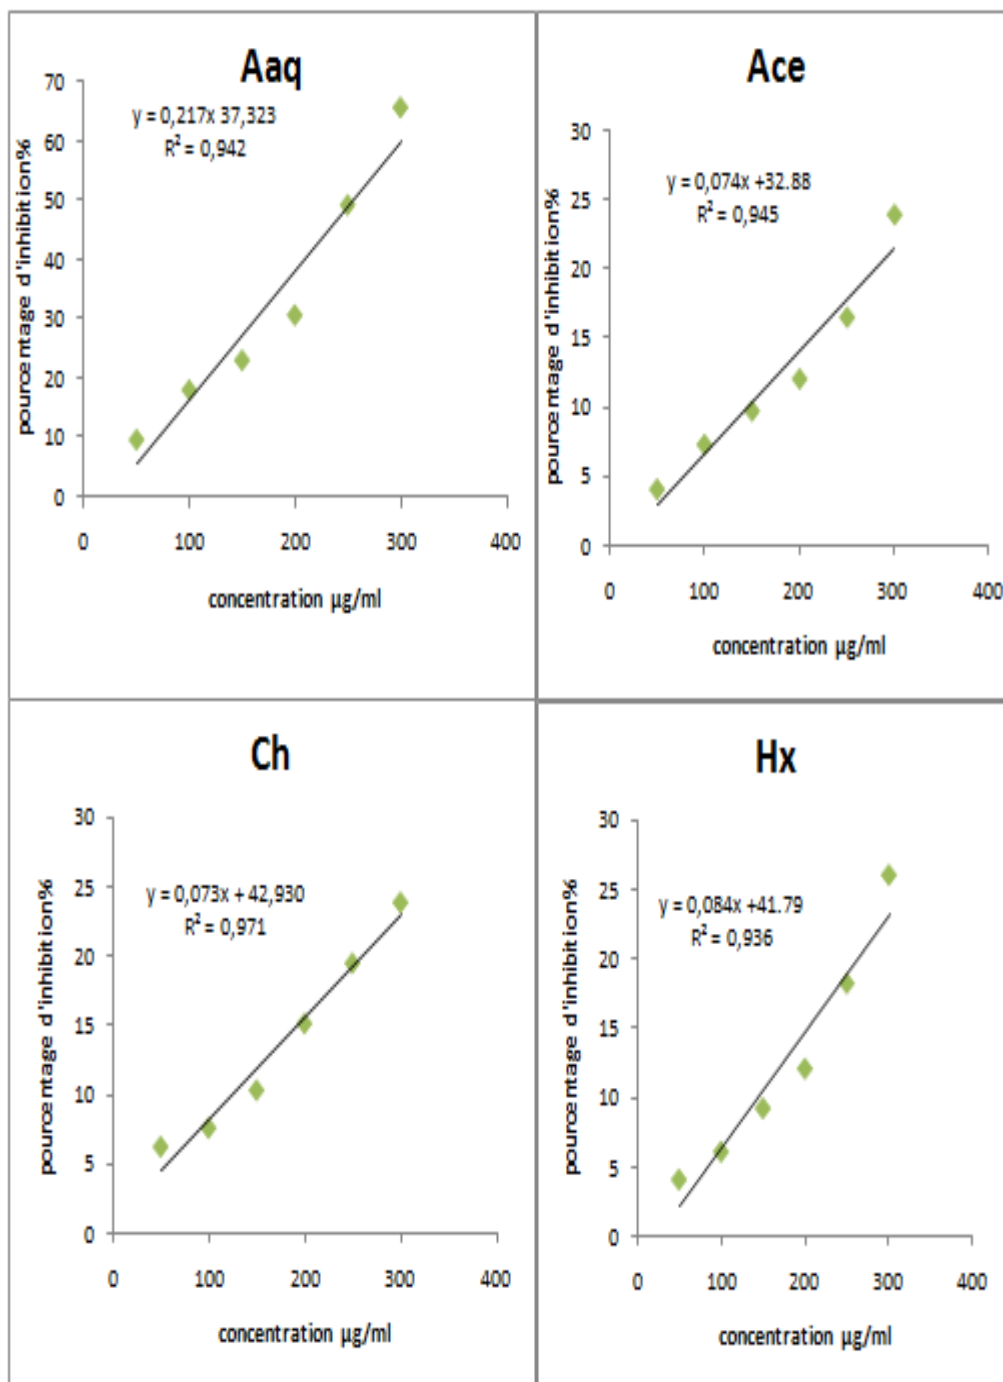 Aaq
y = 0,217x 37,323
R² = 0,942
pourcentage d'inhibition%
70
60
50
40
30
20
10
0
0 100 200 300 400
concentration µg/ml
Ace
y = 0,074x +32.88
R² = 0,945
pourcentage d'inhibition%
30
25
20
15
10
5
0
0 100 200 300 400
concentration µg/ml
Ch
y = 0,073x + 42,930
R² = 0,971
pourcentage d'inhibition%
30
25
20
15
10
5
0
0 100 200 300 400
concentration µg/ml
Hx
y = 0,084x +41.79
R² = 0,936
pourcentage d'inhibition%
30
25
20
15
10
5
0
0 100 200 300 400
concentration µg/ml